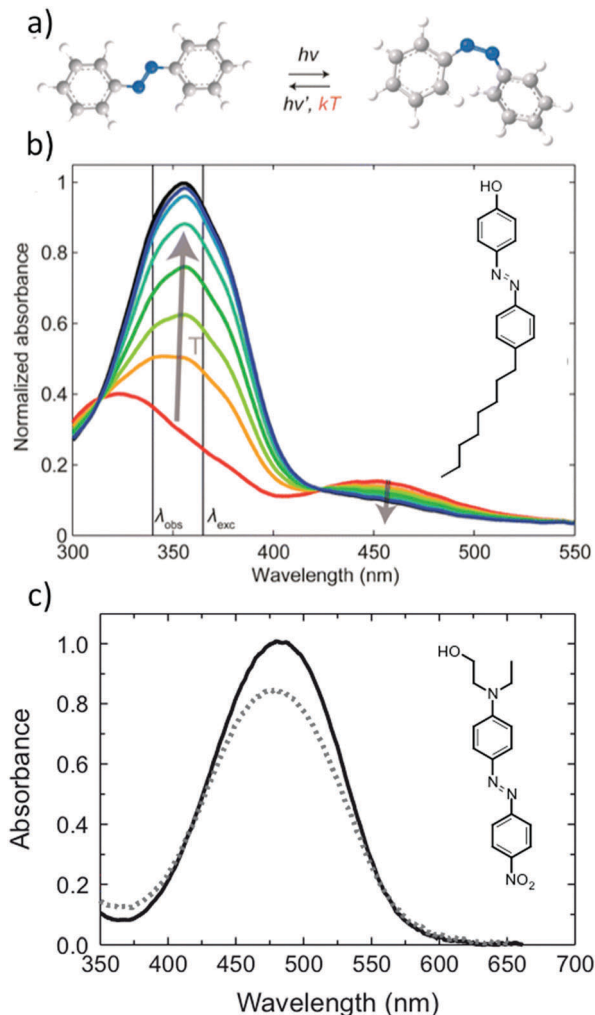 a)
hν
hν', kT
b)
Normalized absorbance
1
0.8
0.6
0.4
0.2
0
T
λobs
λexc
HO
N
N
300
350
400
450
500
550
Wavelength (nm)
c)
Absorbance
1.0
0.8
0.6
0.4
0.2
0.0
HO
N
N
N
NO2
350
400
450
500
550
600
650
700
Wavelength (nm)